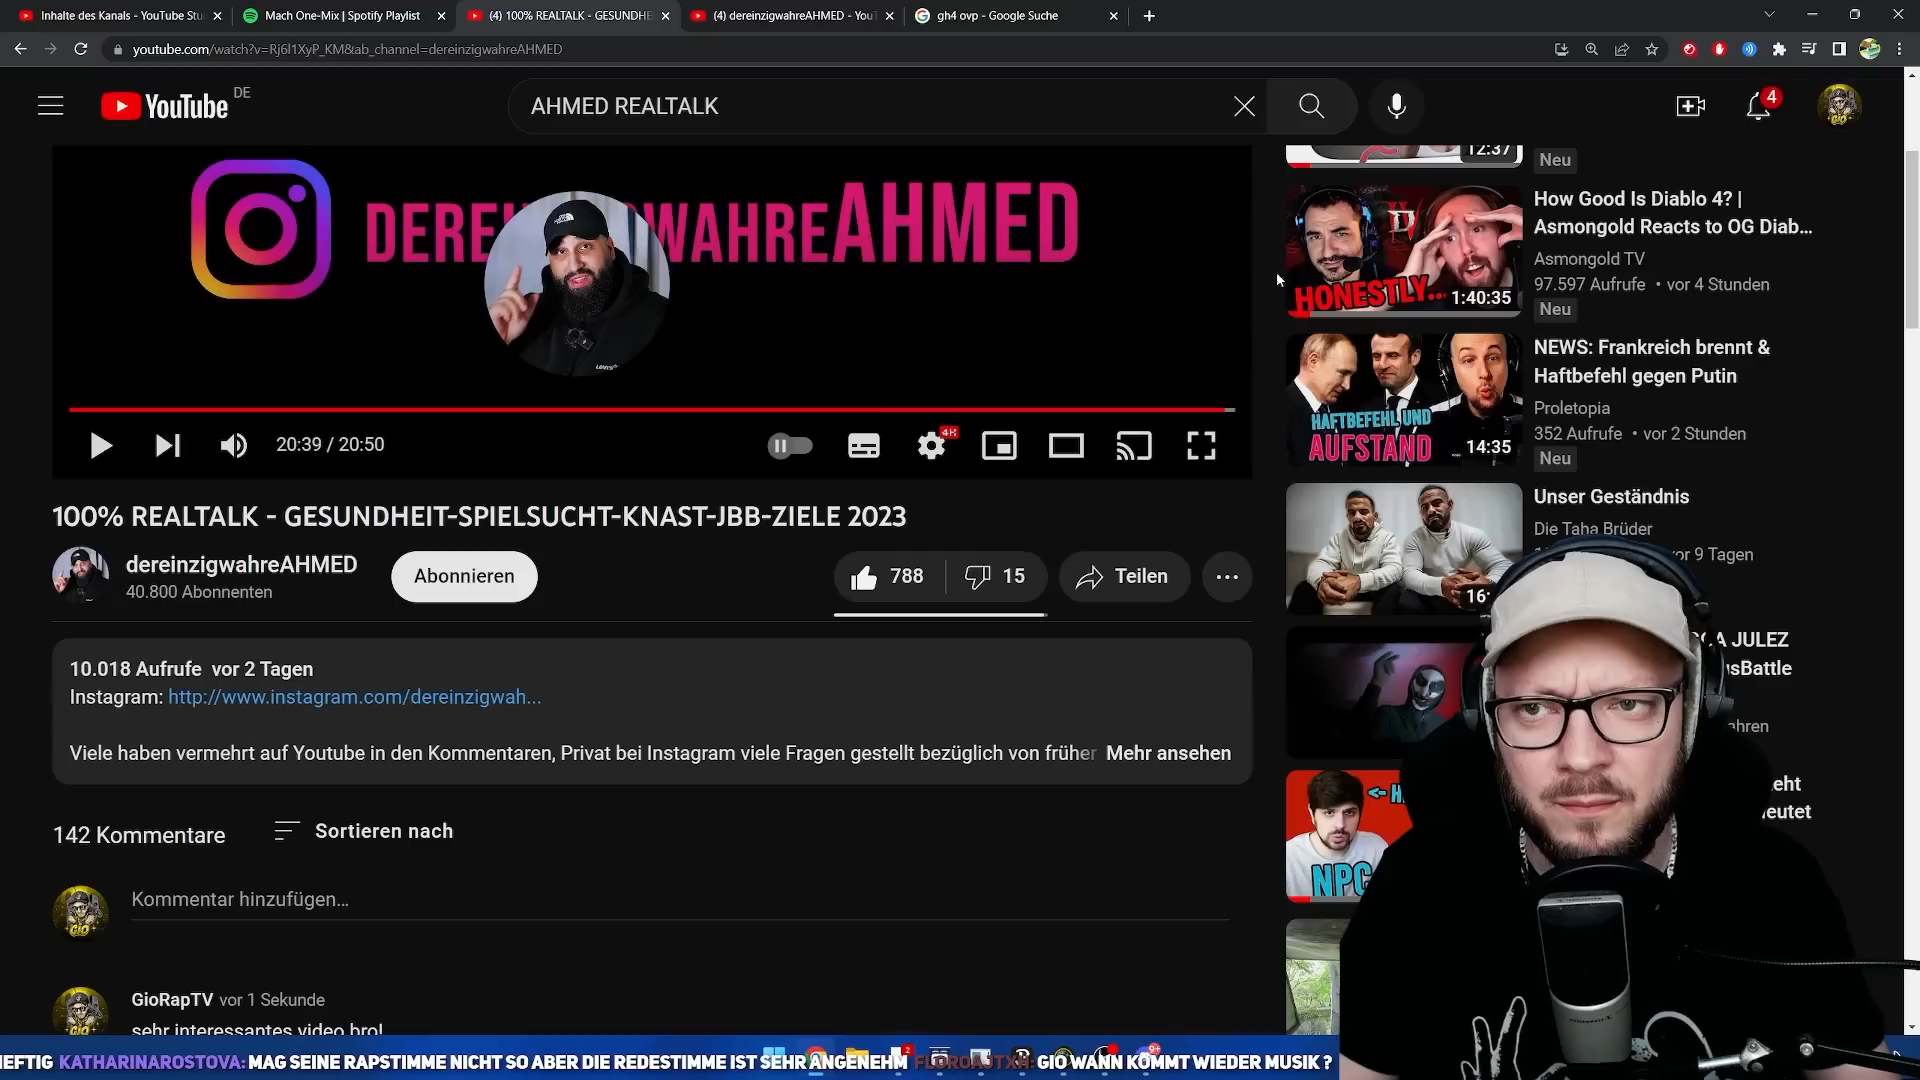 Inhalte des Kanals - YouTube Stu
Mach One-Mix | Spotify Playlist
(4) 100% REALTALK - GESUNDHE
(4) dereinzigwahreAHMED - You
gh4 ovp - Google Suche
youtube.com/watch?v=Rj6l1XyP_KM&ab_channel=dereinzigwahreAHMED
YouTube DE
AHMED REALTALK
4
WAHREAHMED
20:39 / 20:50
4K
100% REALTALK - GESUNDHEIT-SPIELSUCHT-KNAST-JBB-ZIELE 2023
dereinzigwahreAHMED
40.800 Abonnenten
Abonnieren
788
15
Teilen
10.018 Aufrufe vor 2 Tagen
Instagram: http://www.instagram.com/dereinzigwah...
Viele haben vermehrt auf Youtube in den Kommentaren, Privat bei Instagram viele Fragen gestellt bezüglich von früher Mehr ansehen
142 Kommentare
Sortieren nach
Kommentar hinzufügen...
GioRapTV vor 1 Sekunde
sehr interessantes video bro!
12:37
Neu
HONESTLY...
1:40:35
How Good Is Diablo 4? |
Asmongold Reacts to OG Diab...
Asmongold TV
97.597 Aufrufe • vor 4 Stunden
Neu
HAFTBEFEHL UND
AUFSTAND
14:35
NEWS: Frankreich brennt &
Haftbefehl gegen Putin
Proletopia
352 Aufrufe • vor 2 Stunden
Neu
Unser Geständnis
Die Taha Brüder
vor 9 Tagen
JULEZ
NPC
HEFTIG KATHARINAROSTOVA: MAG SEINE RAPSTIMME NICHT SO ABER DIE REDESTIMME IST SEHR ANGENEHM GIO WANN KOMMT WIEDER MUSIK ?